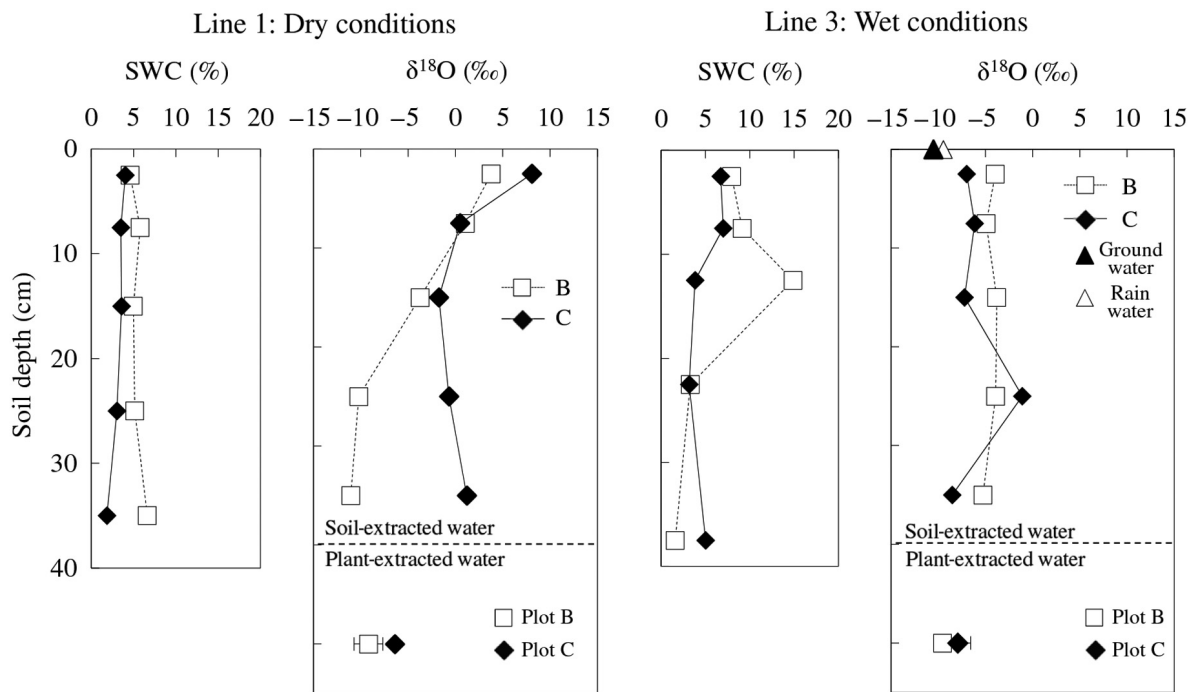 Line 1: Dry conditions
Line 3: Wet conditions
SWC (%)
δ¹⁸O (‰)
SWC (%)
δ¹⁸O (‰)
0 5 10 15 20
−15 −10 −5 0 5 10 15
0 5 10 15 20
−15 −10 −5 0 5 10 15
Soil depth (cm)
0
10
20
30
40
B
C
Soil-extracted water
Plant-extracted water
Plot B
Plot C
B
C
Ground
water
Rain
water
Soil-extracted water
Plant-extracted water
Plot B
Plot C